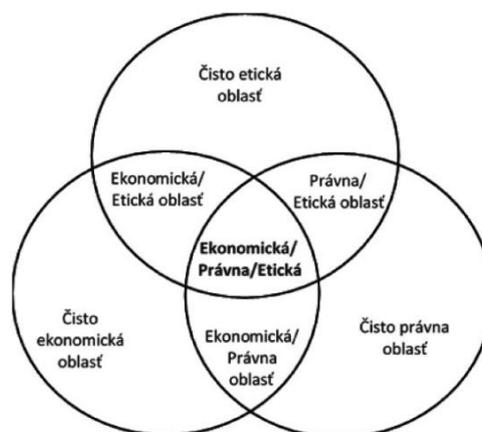 Čisto etická
oblasť
Ekonomická/
Etická oblasť
Právna/
Etická oblasť
Ekonomická/
Právna/Etická
Čisto
ekonomická
oblasť
Ekonomická/
Právna
oblasť
Čisto právna
oblasť